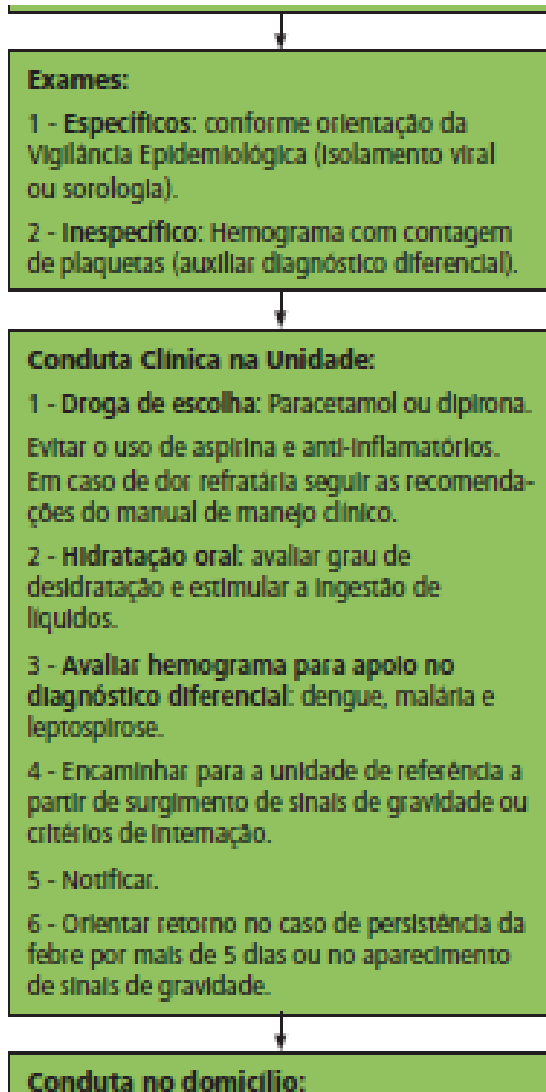 Exames:
1 - Específicos: conforme orientação da
Vigilância Epidemiológica (isolamento viral
ou sorologia).
2 - Inespecífico: Hemograma com contagem
de plaquetas (auxiliar diagnóstico diferencial).
Conduta Clínica na Unidade:
1 - Droga de escolha: Paracetamol ou dipirona.
Evitar o uso de aspirina e anti-inflamatórios.
Em caso de dor refratária seguir as recomenda-
ções do manual de manejo clínico.
2 - Hidratação oral: avaliar grau de
desidratação e estimular a ingestão de
líquidos.
3 - Avaliar hemograma para apoio no
diagnóstico diferencial: dengue, malária e
leptospirose.
4 - Encaminhar para a unidade de referência a
partir de surgimento de sinais de gravidade ou
critérios de internação.
5 - Notificar.
6 - Orientar retorno no caso de persistência da
febre por mais de 5 dias ou no aparecimento
de sinais de gravidade.
Conduta no domicílio: